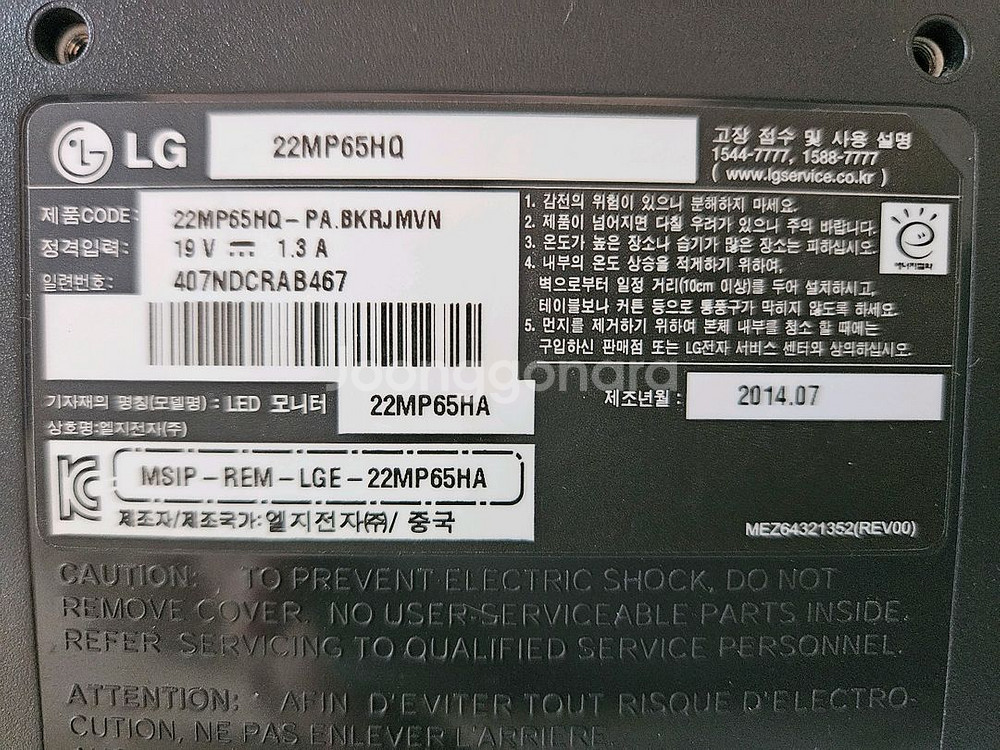 LG
22MP65HQ
고장 접수 및 사용 설명
1544-7777, 1588-7777
( www.lgservice.co.kr )
제품CODE: 22MP65HQ-PA.BKRJMVN
정격입력: 19 V ⎓ 1.3 A
일련번호: 407NDCRAB467
1. 감전의 위험이 있으니 분해하지 마세요.
2. 제품이 넘어지면 다칠 우려가 있으니 주의 바랍니다.
3. 온도가 높은 장소나 습기가 많은 장소는 피하십시오.
4. 내부의 온도 상승을 적게하기 위하여,
벽으로부터 일정 거리(10cm 이상)를 두어 설치하시고,
테이블보나 커튼 등으로 통풍구가 막히지 않도록 하세요.
5. 먼지를 제거하기 위하여 본체 내부를 청소 할 때에는
구입하신 판매점 또는 LG전자 서비스 센터와 상의하십시오.
에너지절약
Joonggonara
기자재의 명칭(모델명) : LED 모니터 22MP65HA
상호명:엘지전자(주)
제조년월 : 2014.07
MSIP-REM-LGE-22MP65HA
제조자/제조국가:엘지전자㈜/ 중국
MEZ64321352(REV00)
CAUTION: TO PREVENT ELECTRIC SHOCK, DO NOT
REMOVE COVER. NO USER-SERVICEABLE PARTS INSIDE.
REFER SERVICING TO QUALIFIED SERVICE PERSONNEL.
ATTENTION: AFIN D'EVITER TOUT RISQUE D'ELECTRO-
CUTION, NE PAS ENLEVER L'ARRIERE.